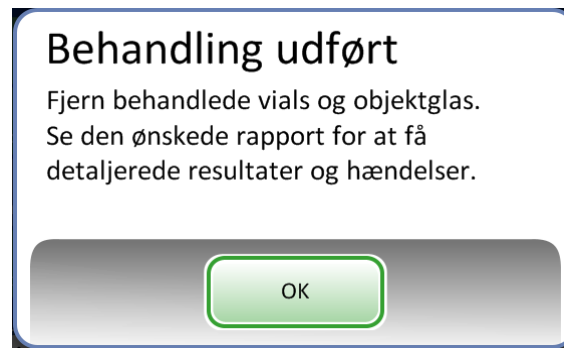 Behandling udført
Fjern behandlede vials og objektglas.
Se den ønskede rapport for at få
detaljerede resultater og hændelser.
OK